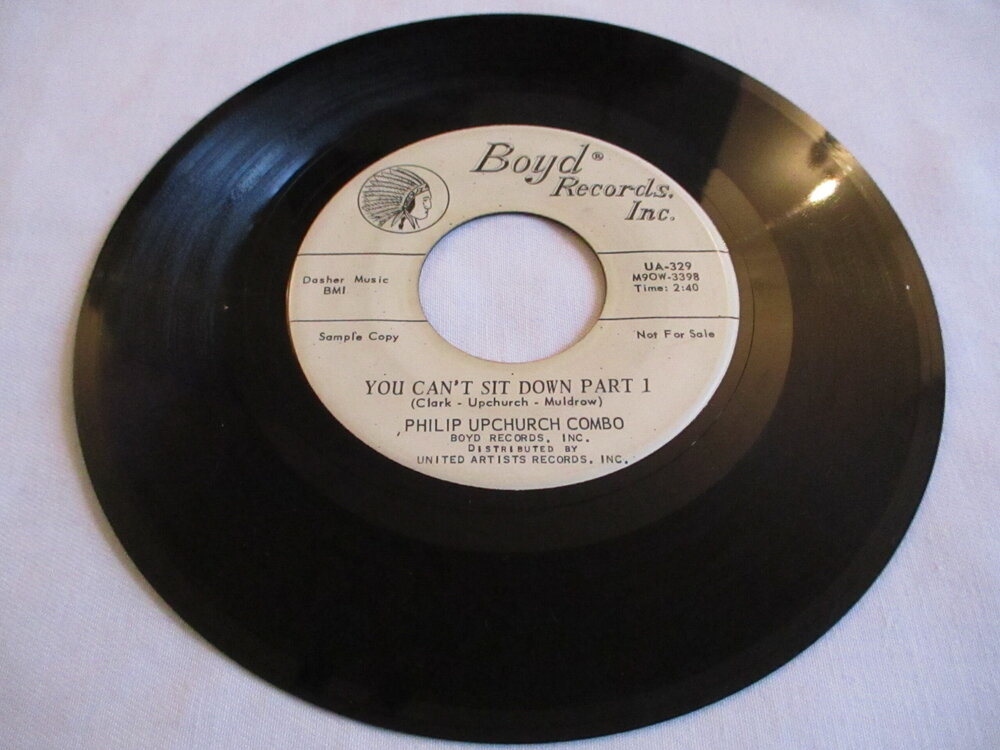 Boyd®
Records,
Inc.
Dasher Music
BMI
UA-329
M9OW-3398
Time: 2:40
Sample Copy
Not For Sale
YOU CAN'T SIT DOWN PART 1
(Clark - Upchurch - Muldrow)
PHILIP UPCHURCH COMBO
BOYD RECORDS, INC.
DISTRIBUTED BY
UNITED ARTISTS RECORDS, INC.